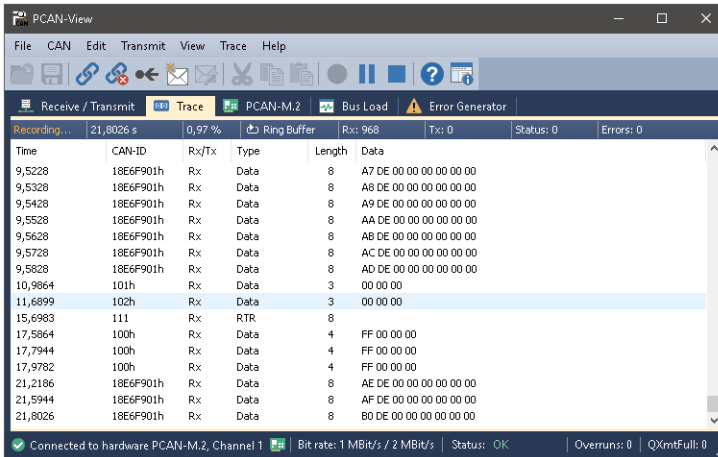 PCAN-View
File CAN Edit Transmit View Trace Help
Receive / Transmit Trace PCAN-M.2 Bus Load Error Generator
Recording... 21,8026 s 0,97 % Ring Buffer Rx: 968 Tx: 0 Status: 0 Errors: 0
Time CAN-ID Rx/Tx Type Length Data
9,5228 18E6F901h Rx Data 8 A7 DE 00 00 00 00 00 00
9,5328 18E6F901h Rx Data 8 A8 DE 00 00 00 00 00 00
9,5428 18E6F901h Rx Data 8 A9 DE 00 00 00 00 00 00
9,5528 18E6F901h Rx Data 8 AA DE 00 00 00 00 00 00
9,5628 18E6F901h Rx Data 8 AB DE 00 00 00 00 00 00
9,5728 18E6F901h Rx Data 8 AC DE 00 00 00 00 00 00
9,5828 18E6F901h Rx Data 8 AD DE 00 00 00 00 00 00
10,9864 101h Rx Data 3 00 00 00
11,6899 102h Rx Data 3 00 00 00
15,6983 111 Rx RTR 8
17,5864 100h Rx Data 4 FF 00 00 00
17,7944 100h Rx Data 4 FF 00 00 00
17,9782 100h Rx Data 4 FF 00 00 00
21,2186 18E6F901h Rx Data 8 AE DE 00 00 00 00 00 00
21,5944 18E6F901h Rx Data 8 AF DE 00 00 00 00 00 00
21,8026 18E6F901h Rx Data 8 B0 DE 00 00 00 00 00 00
Connected to hardware PCAN-M.2, Channel 1 Bit rate: 1 MBit/s / 2 MBit/s Status: OK Overruns: 0 QXmtFull: 0